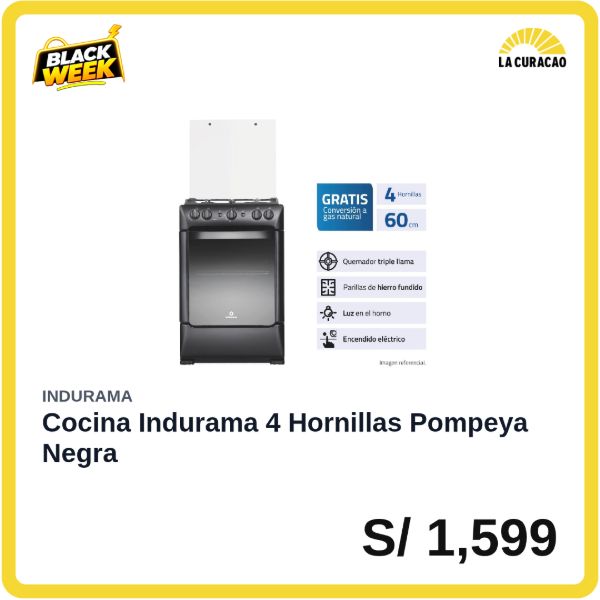 BLACK
WEEK
LA CURACAO
GRATIS
Conversión a
gas natural
4 Hornillas
60 cm
Quemador triple llama
Parillas de hierro fundido
Luz en el horno
Encendido eléctrico
Imagen referencial.
INDURAMA
Cocina Indurama 4 Hornillas Pompeya
Negra
S/ 1,599